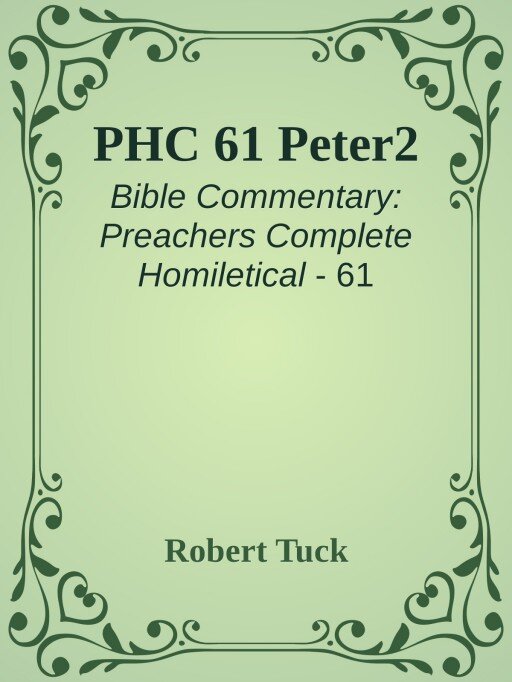 PHC 61 Peter2
Bible Commentary:
Preachers Complete
Homiletical - 61
Robert Tuck